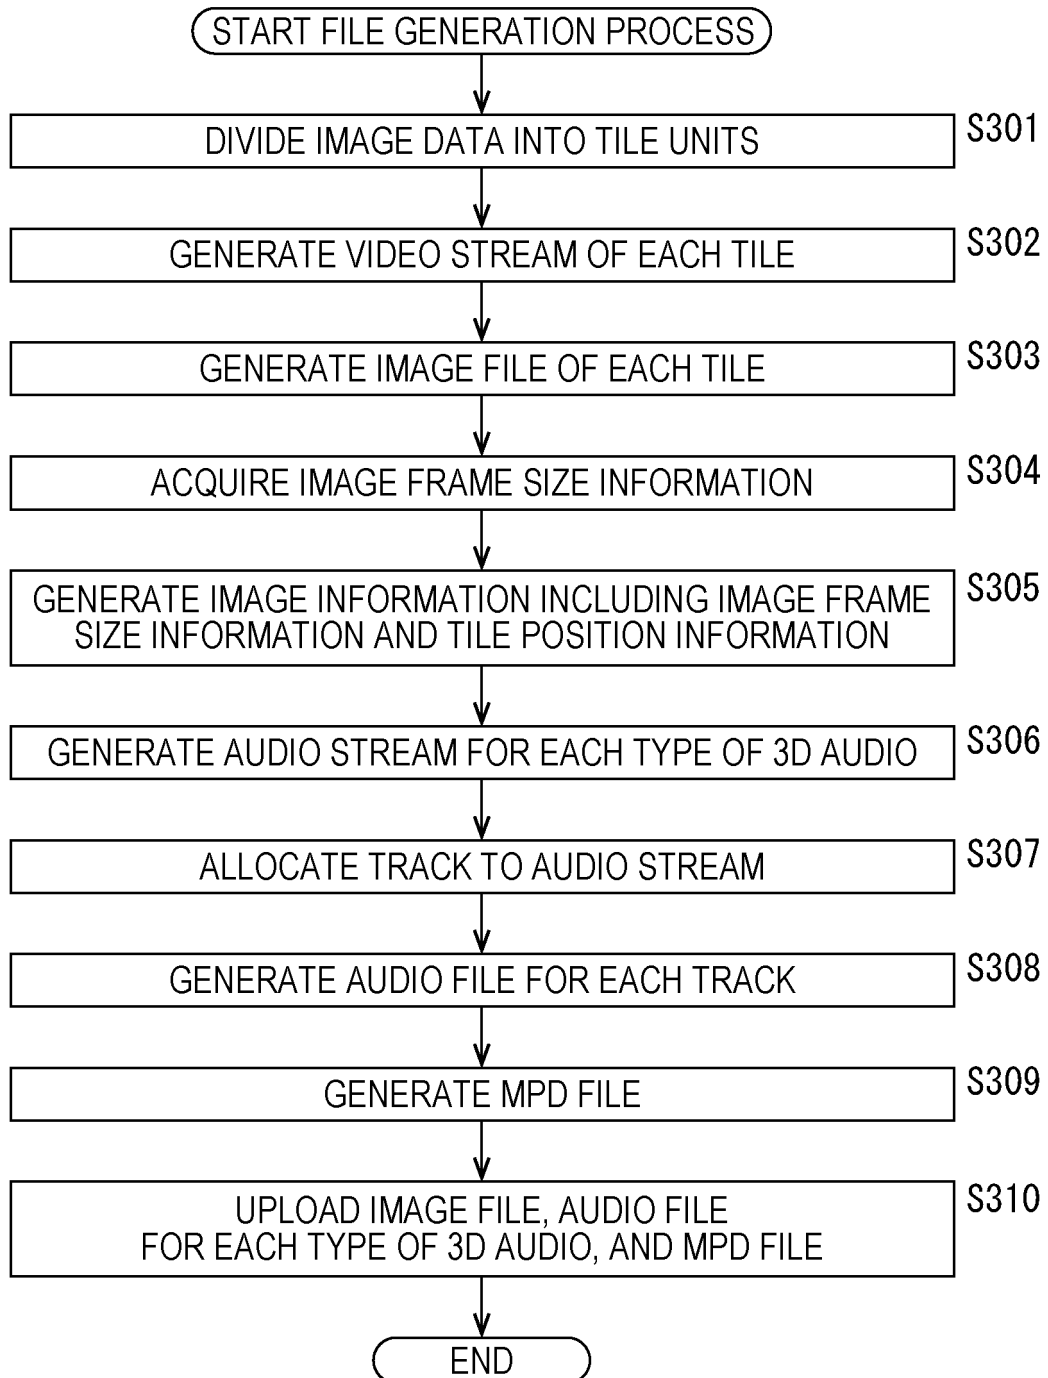 START FILE GENERATION PROCESS
DIVIDE IMAGE DATA INTO TILE UNITS
S301
GENERATE VIDEO STREAM OF EACH TILE
S302
GENERATE IMAGE FILE OF EACH TILE
S303
ACQUIRE IMAGE FRAME SIZE INFORMATION
S304
GENERATE IMAGE INFORMATION INCLUDING IMAGE FRAME
SIZE INFORMATION AND TILE POSITION INFORMATION
S305
GENERATE AUDIO STREAM FOR EACH TYPE OF 3D AUDIO
S306
ALLOCATE TRACK TO AUDIO STREAM
S307
GENERATE AUDIO FILE FOR EACH TRACK
S308
GENERATE MPD FILE
S309
UPLOAD IMAGE FILE, AUDIO FILE
FOR EACH TYPE OF 3D AUDIO, AND MPD FILE
S310
END